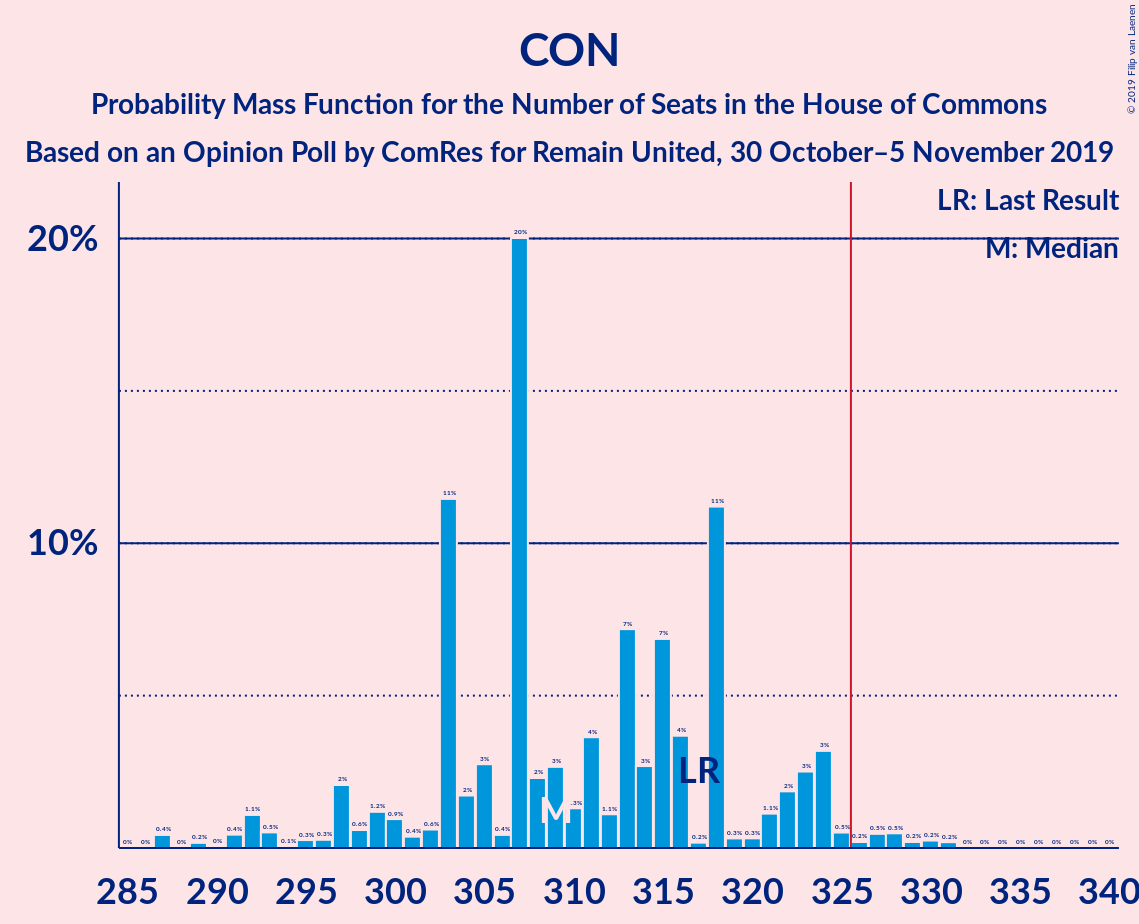 © 2019 Filip van Laenen
CON
Probability Mass Function for the Number of Seats in the House of Commons
Based on an Opinion Poll by ComRes for Remain United, 30 October–5 November 2019
LR: Last Result
M: Median
20%
10%
0% 0% 0.4% 0% 0.2% 0% 0.4% 1.1% 0.5% 0.1% 0.3% 0.3% 2% 0.6% 1.2% 0.9% 0.4% 0.6% 11% 2% 3% 0.4% 20% 2% 3% .3% 4% 1.1% 7% 3% 7% 4% 0.2% 11% 0.3% 0.3% 1.1% 2% 3% 3% 0.5% 0.2% 0.5% 0.5% 0.2% 0.2% 0.2% 0% 0% 0% 0% 0% 0% 0% 0% 0%
M
LR
285 290 295 300 305 310 315 320 325 330 335 340